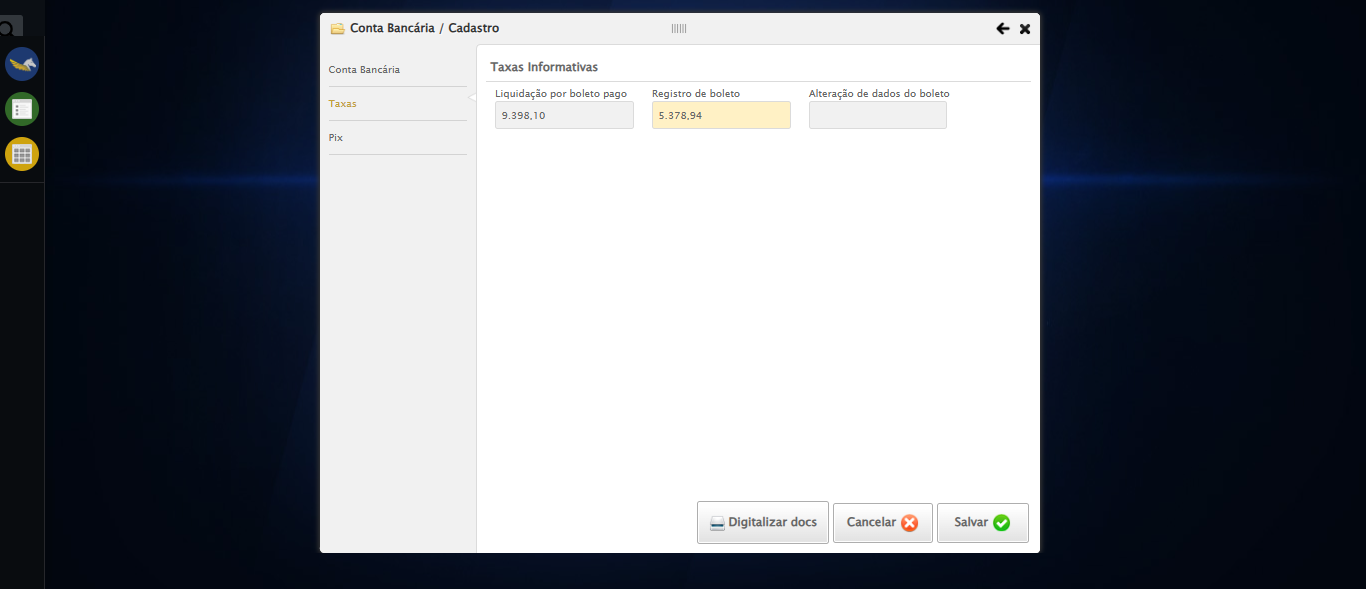 Conta Bancária / Cadastro
Conta Bancária
Taxas
Pix
Taxas Informativas
Liquidação por boleto pago
Registro de boleto
Alteração de dados do boleto
9.398,10
5.378,94
Digitalizar docs
Cancelar
Salvar